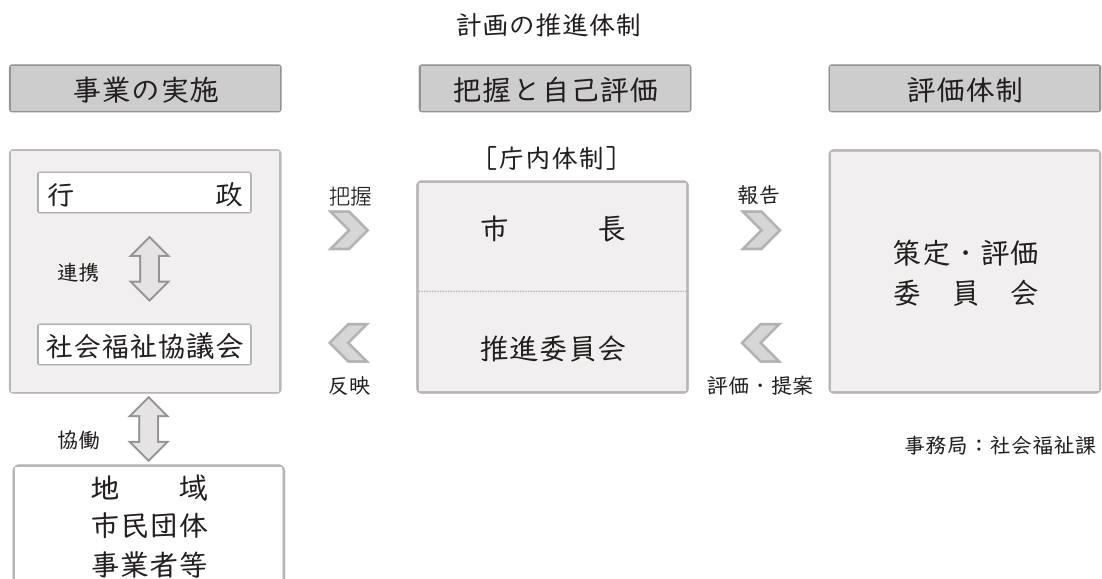 計画の推進体制
事業の実施
把握と自己評価
評価体制
行政
連携
社会福祉協議会
協働
地域
市民団体
事業者等
把握
反映
［庁内体制］
市長
推進委員会
報告
評価・提案
策定・評価
委員会
事務局：社会福祉課